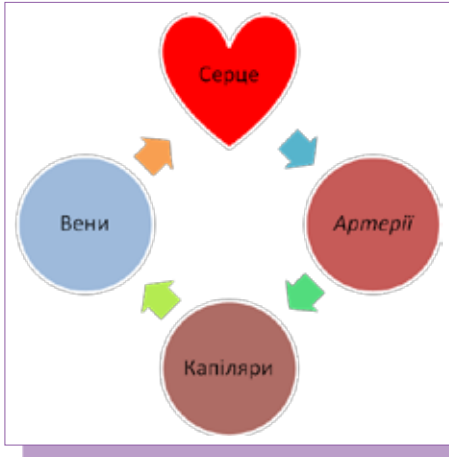 Серце
Артерії
Капіляри
Вени